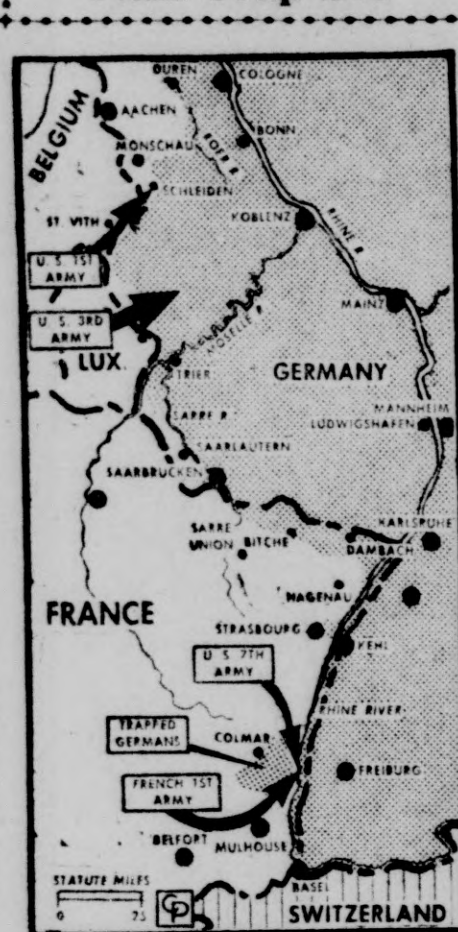 DUREN
COLOGNE
AACHEN
BELGIUM
BONN
MONSCHAU
ROER R.
SCHLEIDEN
ST. VITH
KOBLENZ
RHINE R.
U. S. 1ST
ARMY
U. S. 3RD
ARMY
MAINZ
LUX.
MOSELLE R.
TRIER
GERMANY
SARRE R.
MANNHEIM
LUDWIGSHAFEN
SAARLAUTERN
SAARBRUCKEN
KARLSRUHE
SARRE
UNION
BITCHE
DAMBACH
HAGENAU
FRANCE
STRASBOURG
KEHL
U. S. 7TH
ARMY
RHINE RIVER
TRAPPED
GERMANS
COLMAR
FREIBURG
FRENCH 1ST
ARMY
BELFORT
MULHOUSE
STATUTE MILES
0 25
CP
BASEL
SWITZERLAND